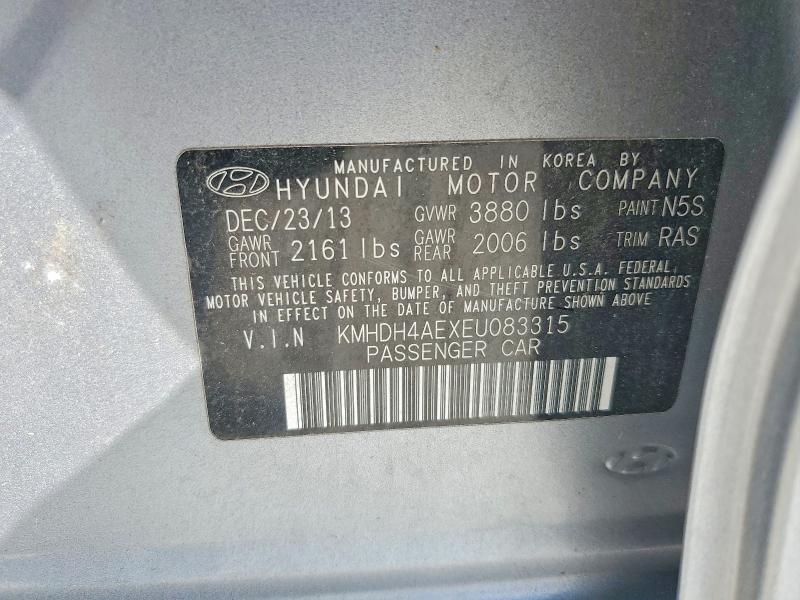 MANUFACTURED IN KOREA BY
HYUNDAI MOTOR COMPANY
DEC/23/13 GVWR 3880 lbs PAINT N5S
GAWR FRONT 2161 lbs GAWR REAR 2006 lbs TRIM RAS
THIS VEHICLE CONFORMS TO ALL APPLICABLE U.S.A. FEDERAL
MOTOR VEHICLE SAFETY, BUMPER, AND THEFT PREVENTION STANDARDS
IN EFFECT ON THE DATE OF MANUFACTURE SHOWN ABOVE
V.I.N KMHDH4AEXEU083315
PASSENGER CAR